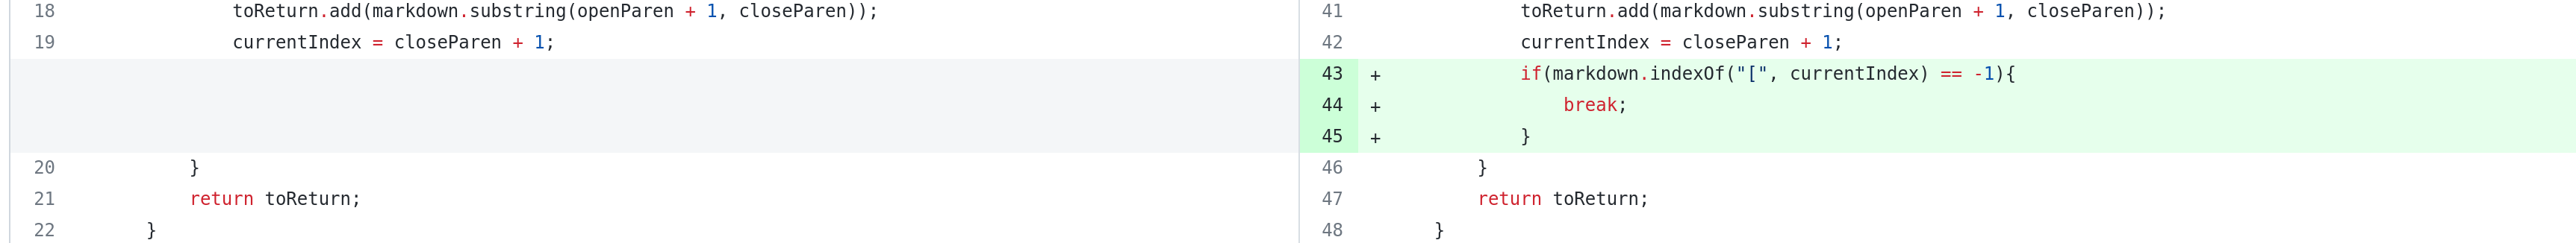 18 toReturn.add(markdown.substring(openParen + 1, closeParen));
19 currentIndex = closeParen + 1;
20 }
21 return toReturn;
22 }
41 toReturn.add(markdown.substring(openParen + 1, closeParen));
42 currentIndex = closeParen + 1;
43 + if(markdown.indexOf("[", currentIndex) == -1){
44 + break;
45 + }
46 }
47 return toReturn;
48 }